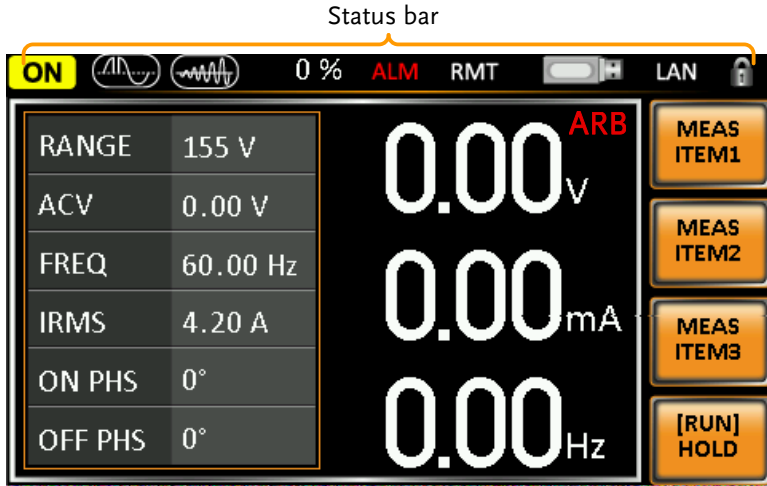 Status bar
ON 0 % ALM RMT LAN
RANGE 155 V
ACV 0.00 V
FREQ 60.00 Hz
IRMS 4.20 A
ON PHS 0°
OFF PHS 0°
ARB
0.00 V
0.00 mA
0.00 Hz
MEAS
ITEM1
MEAS
ITEM2
MEAS
ITEM3
[RUN]
HOLD